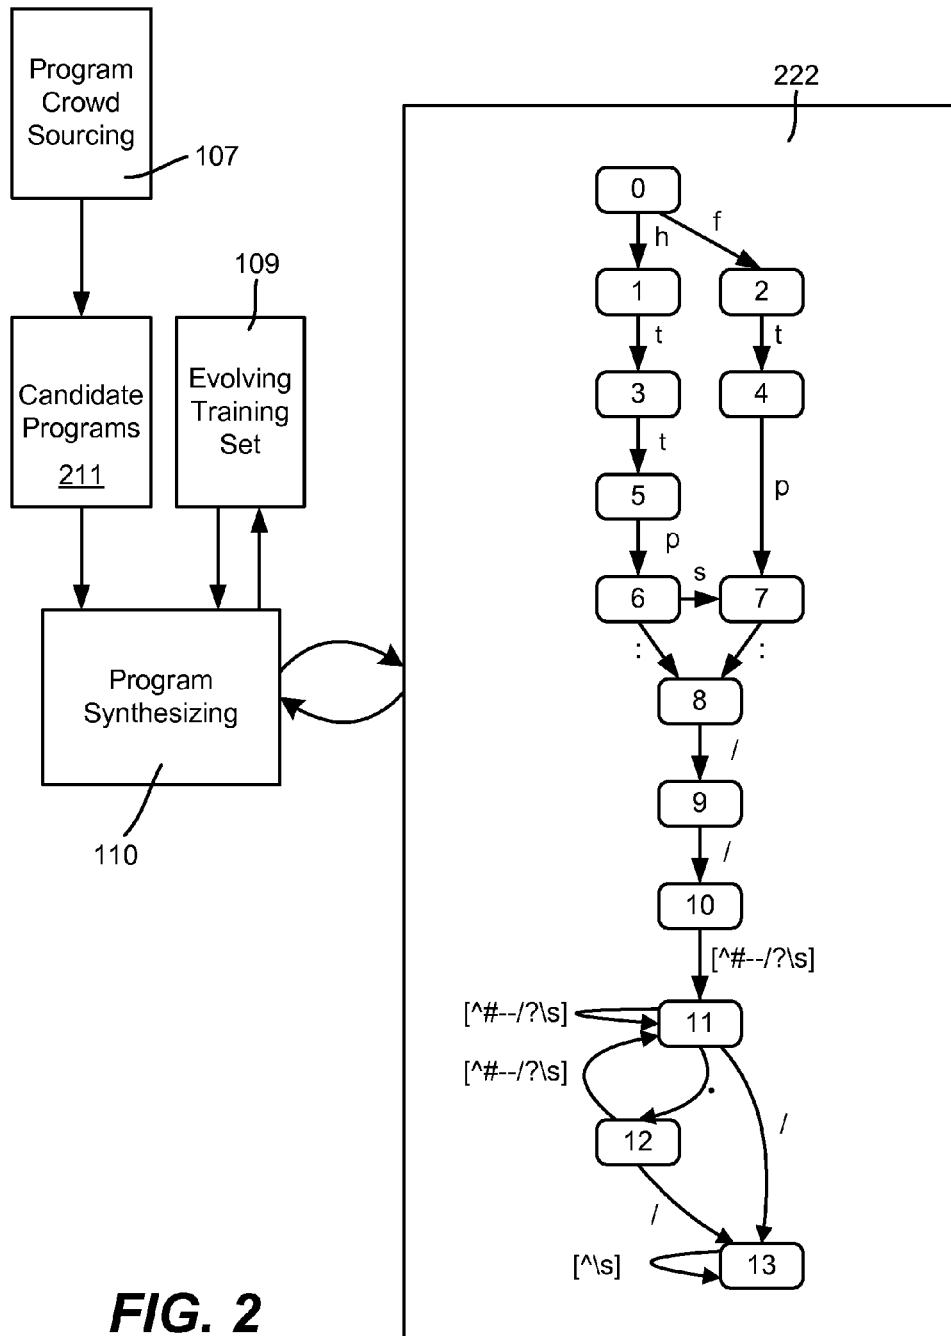 Program
Crowd
Sourcing
107
109
Candidate
Programs
211
Evolving
Training
Set
Program
Synthesizing
110
222
0
h
f
1
2
t
t
3
4
t
5
p
p
6
s
7
:
:
8
/
9
/
10
[^#--/?\s]
[^#--/?\s]
11
[^#--/?\s]
.
/
12
/
[^\s]
13
FIG. 2